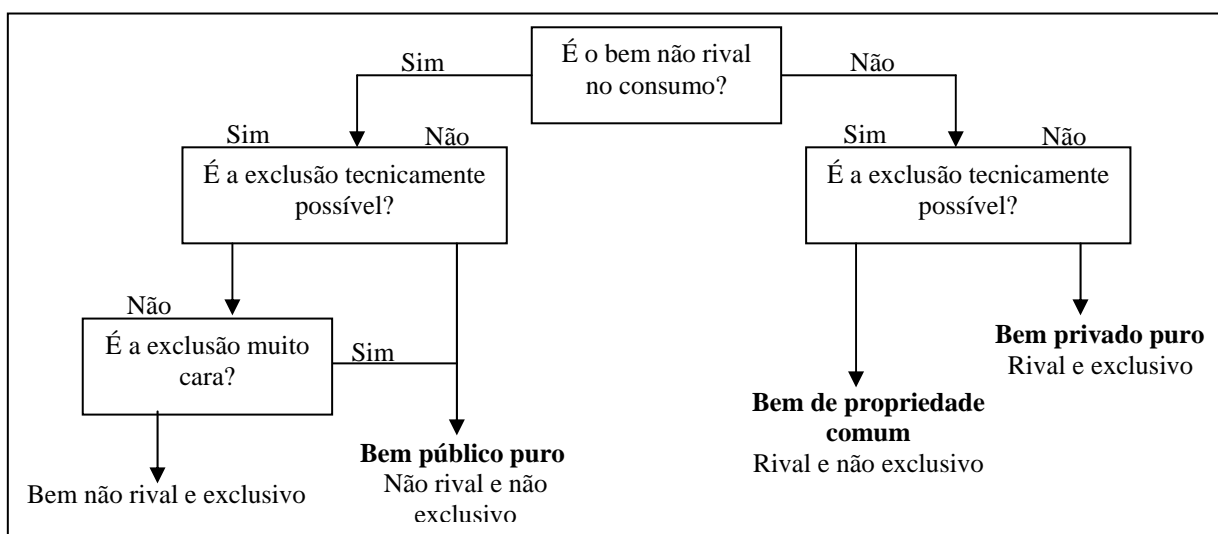 É o bem não rival
no consumo?
Sim
Não
Sim
Não
É a exclusão tecnicamente
possível?
Sim
Não
É a exclusão tecnicamente
possível?
Não
É a exclusão muito
cara?
Sim
Bem não rival e exclusivo
Bem público puro
Não rival e não
exclusivo
Bem de propriedade
comum
Rival e não exclusivo
Bem privado puro
Rival e exclusivo